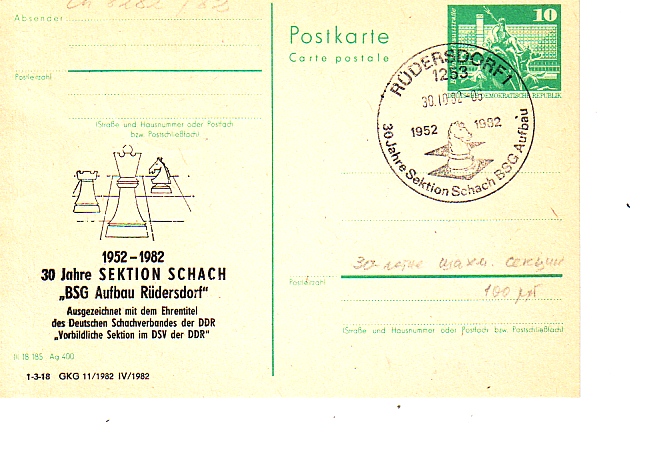 Absender
Postleitzahl
(Straße und Hausnummer oder Postfach
bzw. Postschließfach)
1952 – 1982
30 Jahre SEKTION SCHACH
„BSG Aufbau Rüdersdorf"
Ausgezeichnet mit dem Ehrentitel
des Deutschen Schachverbandes der DDR
„Vorbildliche Sektion im DSV der DDR"
III 18 185 Ag 400
1-3-18 GKG 11/1982 IV/1982
Postkarte
Carte postale
10
DEMOKRATISCHE REPUBLIK
RÜDERSDORF 1
1253
30.10.82
1952 1982
30 Jahre Sektion Schach BSG Aufbau
30-летие шахм. секции
Postleitzahl
100
(Straße und Hausnummer oder Postfach bzw. Postschließfach)